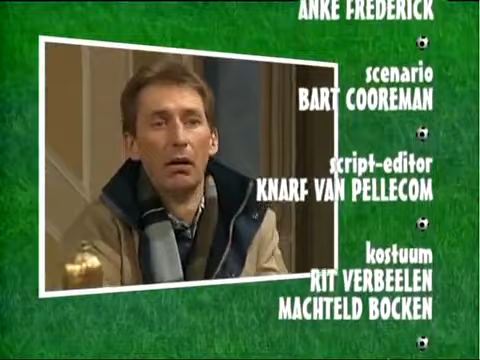 ANKE FREDERICK
scenario
BART COOREMAN
script-editor
KNARF VAN PELLECOM
kostuum
RIT VERBEELEN
MACHTELD BOCKEN